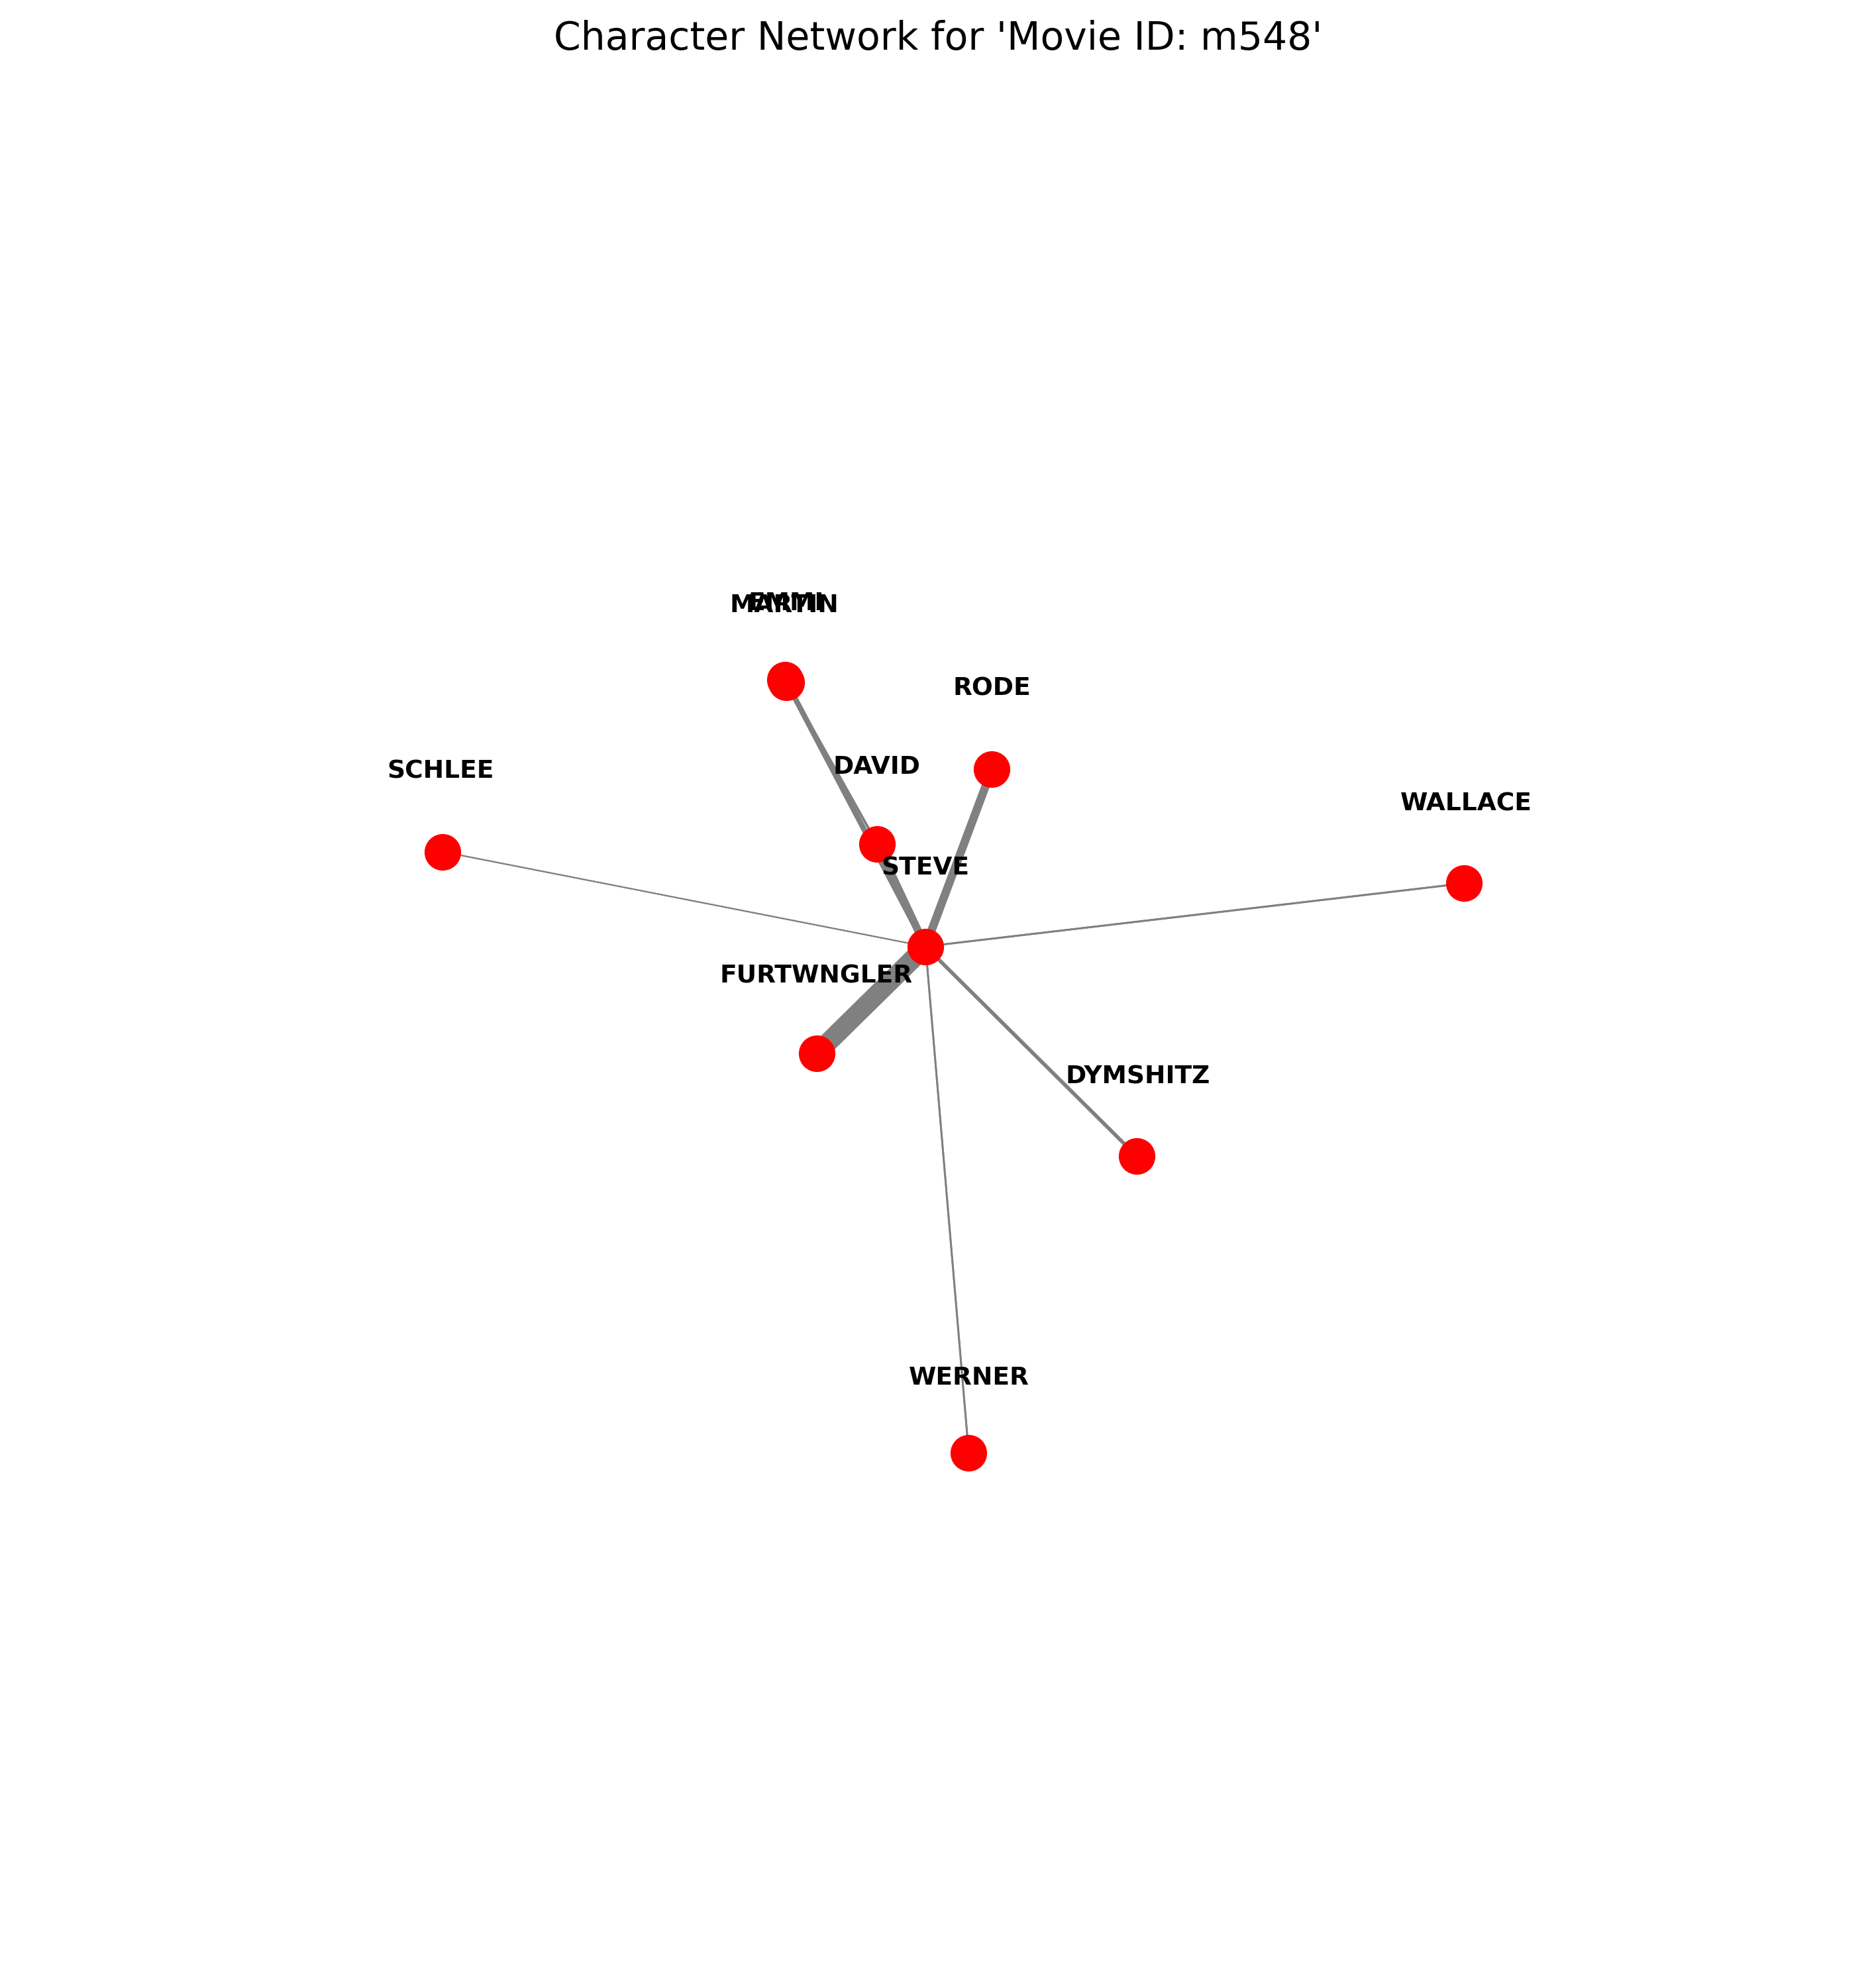 Character Network for 'Movie ID: m548'
EMMI
MARTIN
RODE
DAVID
SCHLEE
WALLACE
STEVE
FURTWNGLER
DYMSHITZ
WERNER